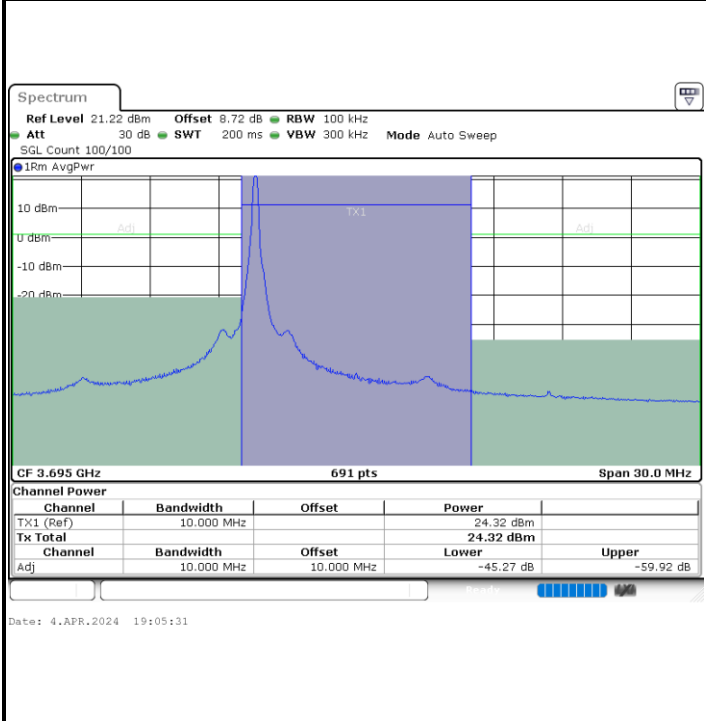 Spectrum
Ref Level 21.22 dBm Offset 8.72 dB RBW 100 kHz
Att 30 dB SWT 200 ms VBW 300 kHz Mode Auto Sweep
SGL Count 100/100
1Rm AvgPwr
10 dBm
TX1
Adj
Adj
0 dBm
-10 dBm
-20 dBm
CF 3.695 GHz 691 pts Span 30.0 MHz
Channel Power
Channel Bandwidth Offset Power
TX1 (Ref) 10.000 MHz 24.32 dBm
Tx Total 24.32 dBm
Channel Bandwidth Offset Lower Upper
Adj 10.000 MHz 10.000 MHz -45.27 dB -59.92 dB
Ready
Date: 4.APR.2024 19:05:31